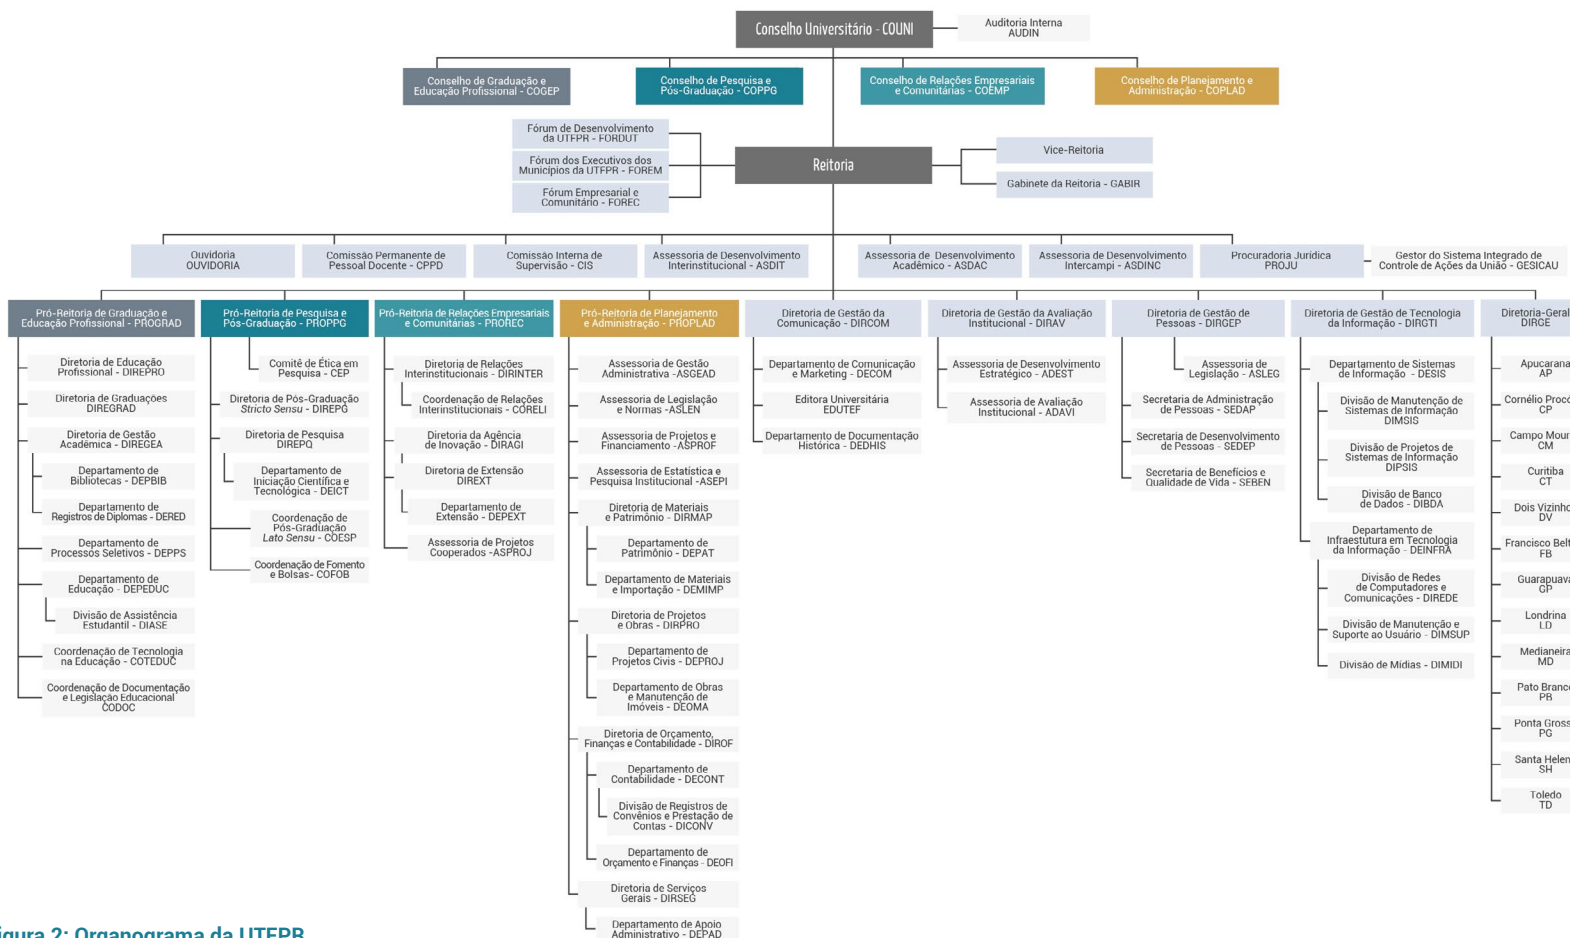 Conselho Universitário - COUNI
Auditoria Interna
AUDIN
Conselho de Graduação e
Educação Profissional - COGEP
Conselho de Pesquisa e
Pós-Graduação - COPPG
Conselho de Relações Empresariais
e Comunitárias - COEMP
Conselho de Planejamento e
Administração - COPLAD
Fórum de Desenvolvimento
da UTFPR - FORDUT
Fórum dos Executivos dos
Municípios da UTFPR - FOREM
Fórum Empresarial e
Comunitário - FOREC
Reitoria
Vice-Reitoria
Gabinete da Reitoria - GABIR
Ouvidoria
OUVIDORIA
Comissão Permanente de
Pessoal Docente - CPPD
Comissão Interna de
Supervisão - CIS
Assessoria de Desenvolvimento
Interinstitucional - ASDIT
Assessoria de Desenvolvimento
Acadêmico - ASDAC
Assessoria de Desenvolvimento
Intercampi - ASDINC
Procuradoria Jurídica
PROJU
Gestor do Sistema Integrado de
Controle de Ações da União - GESICAU
Pró-Reitoria de Graduação e
Educação Profissional - PROGRAD
Diretoria de Educação
Profissional - DIREPRO
Diretoria de Graduações
DIREGRAD
Diretoria de Gestão
Acadêmica - DIREGEA
Departamento de
Bibliotecas - DEPBIB
Departamento de
Registros de Diplomas - DERED
Departamento de
Processos Seletivos - DEPPS
Departamento de
Educação - DEPEDUC
Divisão de Assistência
Estudantil - DIASE
Coordenação de Tecnologia
na Educação - COTEDUC
Coordenação de Documentação
e Legislação Educacional
CODOC
Pró-Reitoria de Pesquisa e
Pós-Graduação - PROPPG
Comitê de Ética em
Pesquisa - CEP
Diretoria de Pós-Graduação
Stricto Sensu - DIREPG
Diretoria de Pesquisa
DIREPQ
Departamento de
Iniciação Científica e
Tecnológica - DEICT
Coordenação de
Pós-Graduação
Lato Sensu - COESP
Coordenação de Fomento
e Bolsas- COFOB
Pró-Reitoria de Relações Empresariais
e Comunitárias - PROREC
Diretoria de Relações
Interinstitucionais - DIRINTER
Coordenação de Relações
Interinstitucionais - CORELI
Diretoria da Agência
de Inovação - DIRAGI
Diretoria de Extensão
DIREXT
Departamento de
Extensão - DEPEXT
Assessoria de Projetos
Cooperados -ASPROJ
Pró-Reitoria de Planejamento
e Administração - PROPLAD
Assessoria de Gestão
Administrativa -ASGEAD
Assessoria de Legislação
e Normas - ASLEN
Assessoria de Projetos e
Financiamento -ASPROF
Assessoria de Estatística e
Pesquisa Institucional -ASEPI
Diretoria de Materiais
e Patrimônio - DIRMAP
Departamento de
Patrimônio - DEPAT
Departamento de Materiais
e Importação - DEMIMP
Diretoria de Projetos
e Obras - DIRPRO
Departamento de
Projetos Civis - DEPROJ
Departamento de Obras
e Manutenção de
Imóveis - DEOMA
Diretoria de Orçamento,
Finanças e Contabilidade - DIROF
Departamento de
Contabilidade - DECONT
Divisão de Registros de
Convênios e Prestação de
Contas - DICONV
Departamento de
Orçamento e Finanças - DEOFI
Diretoria de Serviços
Gerais - DIRSEG
Departamento de Apoio
Administrativo - DEPAD
Diretoria de Gestão da
Comunicação - DIRCOM
Departamento de Comunicação
e Marketing - DECOM
Editora Universitária
EDUTEF
Departamento de Documentação
Histórica - DEDHIS
Diretoria de Gestão da Avaliação
Institucional - DIRAV
Assessoria de Desenvolvimento
Estratégico - ADEST
Assessoria de Avaliação
Institucional - ADAVI
Diretoria de Gestão de
Pessoas - DIRGEP
Assessoria de
Legislação - ASLEG
Secretaria de Administração
de Pessoas - SEDAP
Secretaria de Desenvolvimento
de Pessoas - SEDEP
Secretaria de Benefícios e
Qualidade de Vida - SEBEN
Diretoria de Gestão de Tecnologia
da Informação - DIRGTI
Departamento de Sistemas
de Informação - DESIS
Divisão de Manutenção de
Sistemas de Informação
DIMSIS
Divisão de Projetos de
Sistemas de Informação
DIPSIS
Divisão de Banco
de Dados - DIBDA
Departamento de
Infraestutura em Tecnologia
da Informação - DEINFRA
Divisão de Redes
de Computadores e
Comunicações - DIREDE
Divisão de Manutenção e
Suporte ao Usuário - DIMSUP
Divisão de Mídias - DIMIDI
Diretoria-Geral
DIRGE
Apucarana
AP
Cornélio Procó
CP
Campo Mour
CM
Curitiba
CT
Dois Vizinho
DV
Francisco Belt
FB
Guarapuava
GP
Londrina
LD
Medianeira
MD
Pato Branco
PB
Ponta Gross
PG
Santa Helen
SH
Toledo
TD
igura 2: Organograma da UTFPR